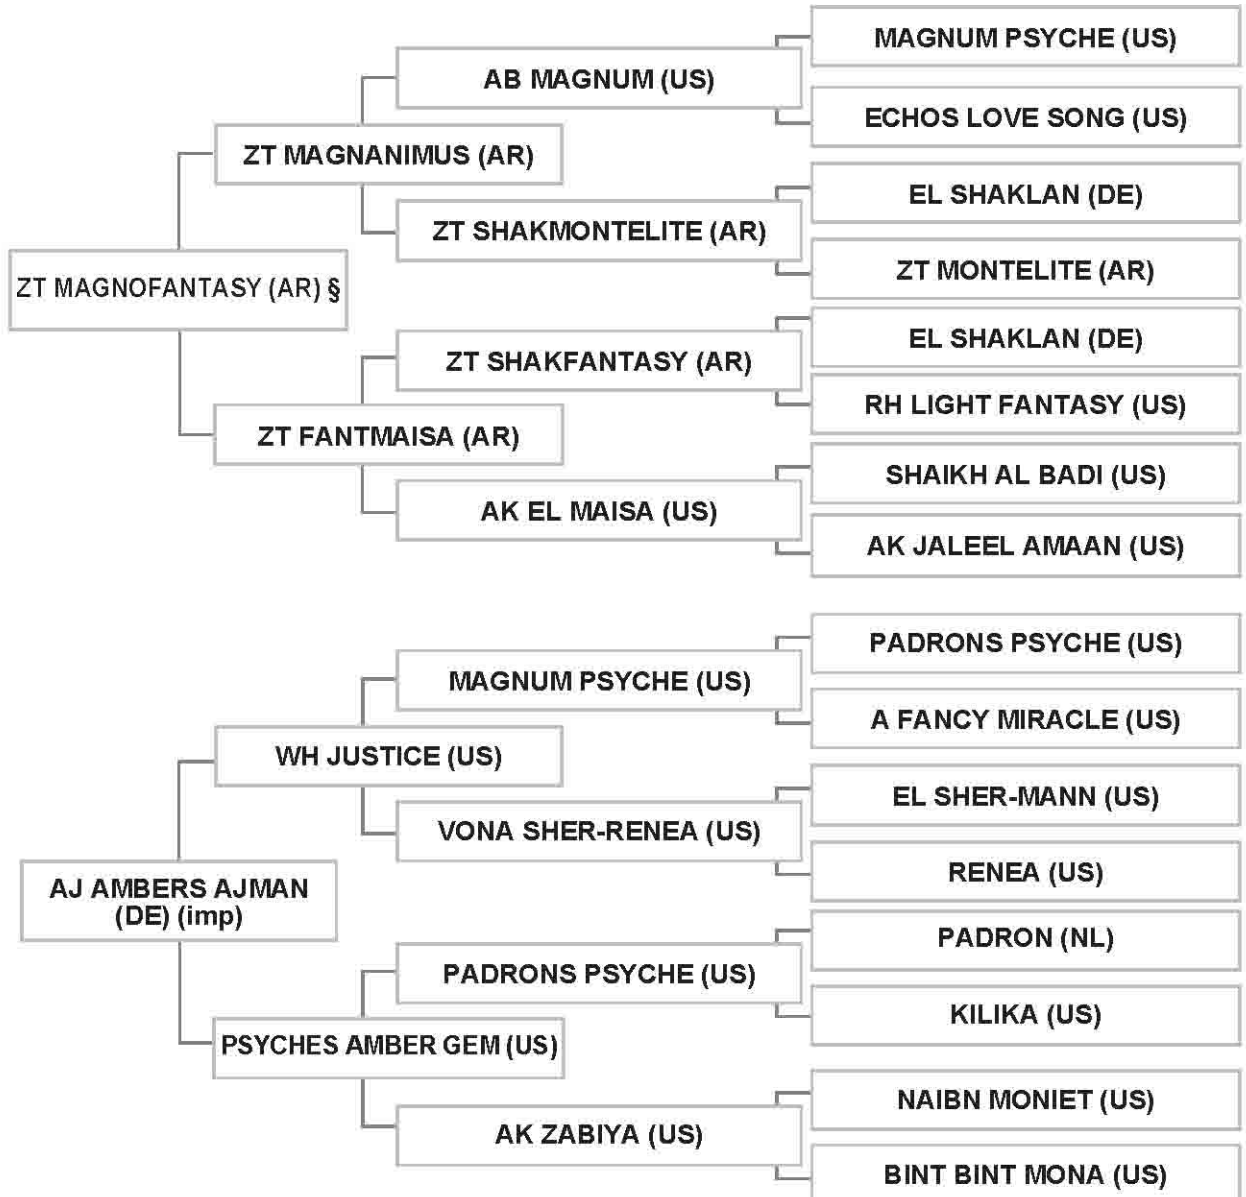 MAGNUM PSYCHE (US)
AB MAGNUM (US)
ECHOS LOVE SONG (US)
ZT MAGNANIMUS (AR)
EL SHAKLAN (DE)
ZT SHAKMONTELITE (AR)
ZT MONTELITE (AR)
ZT MAGNOFANTASY (AR) §
EL SHAKLAN (DE)
ZT SHAKFANTASY (AR)
RH LIGHT FANTASY (US)
ZT FANTMAISA (AR)
SHAIKH AL BADI (US)
AK EL MAISA (US)
AK JALEEL AMAAN (US)
PADRONS PSYCHE (US)
MAGNUM PSYCHE (US)
A FANCY MIRACLE (US)
WH JUSTICE (US)
EL SHER-MANN (US)
VONA SHER-RENEA (US)
RENEA (US)
AJ AMBERS AJMAN
(DE) (imp)
PADRON (NL)
PADRONS PSYCHE (US)
KILIKA (US)
PSYCHES AMBER GEM (US)
NAIBN MONIET (US)
AK ZABIYA (US)
BINT BINT MONA (US)